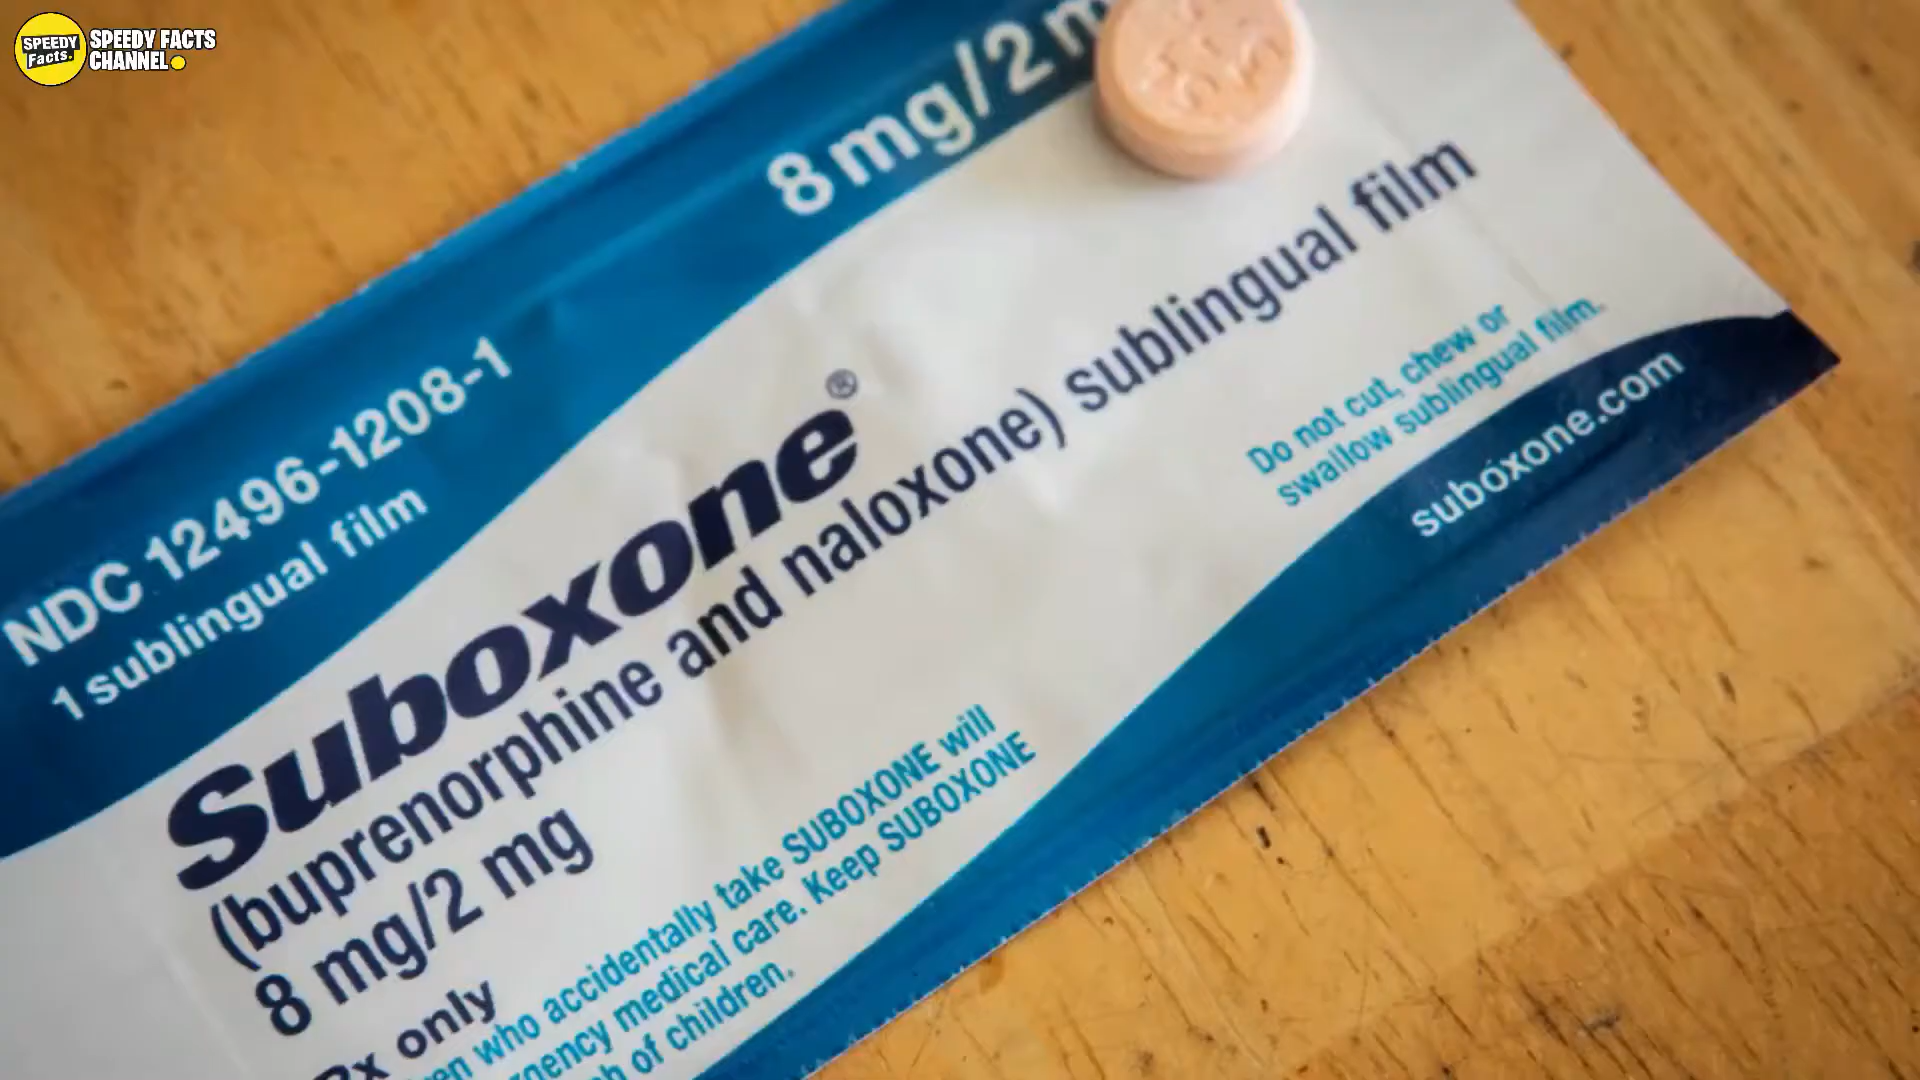 SPEEDY
Facts.
SPEEDY FACTS
CHANNEL
8 mg/2 m
NDC 12496-1208-1
1 sublingual film
Suboxone®
(buprenorphine and naloxone) sublingual film
8 mg/2 mg
Rx only
Do not cut, chew or
swallow sublingual film.
suboxone.com
who accidentally take SUBOXONE will
medical care. Keep SUBOXONE
of children.